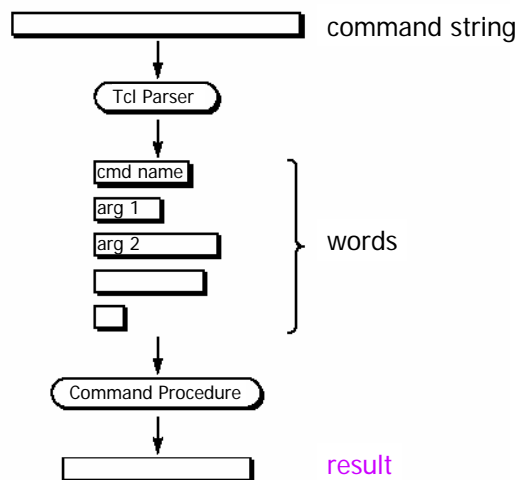 command string
Tcl Parser
cmd name
arg 1
arg 2
words
Command Procedure
result